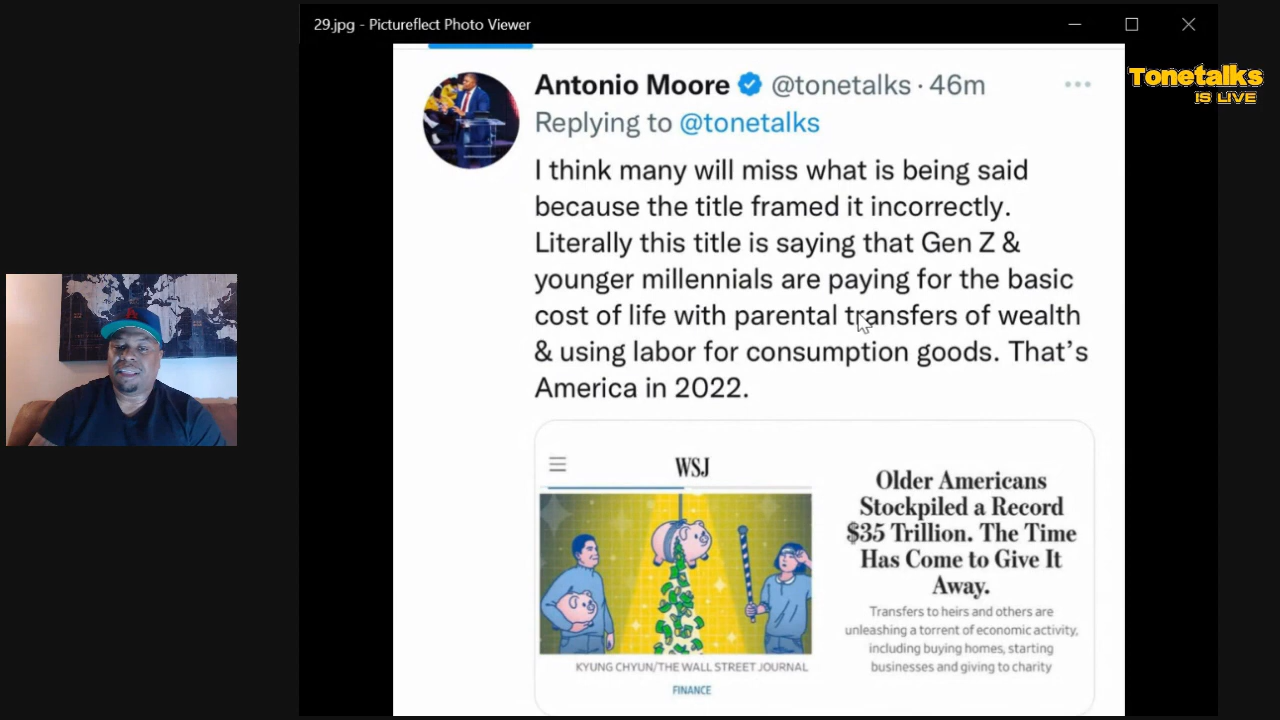 29.jpg - Pictureflect Photo Viewer
Tonetalks
IS LIVE
Antonio Moore @tonetalks · 46m
Replying to @tonetalks
I think many will miss what is being said
because the title framed it incorrectly.
Literally this title is saying that Gen Z &
younger millennials are paying for the basic
cost of life with parental transfers of wealth
& using labor for consumption goods. That's
America in 2022.
WSJ
KYUNG CHYUN/THE WALL STREET JOURNAL
FINANCE
Older Americans
Stockpiled a Record
$35 Trillion. The Time
Has Come to Give It
Away.
Transfers to heirs and others are
unleashing a torrent of economic activity,
including buying homes, starting
businesses and giving to charity